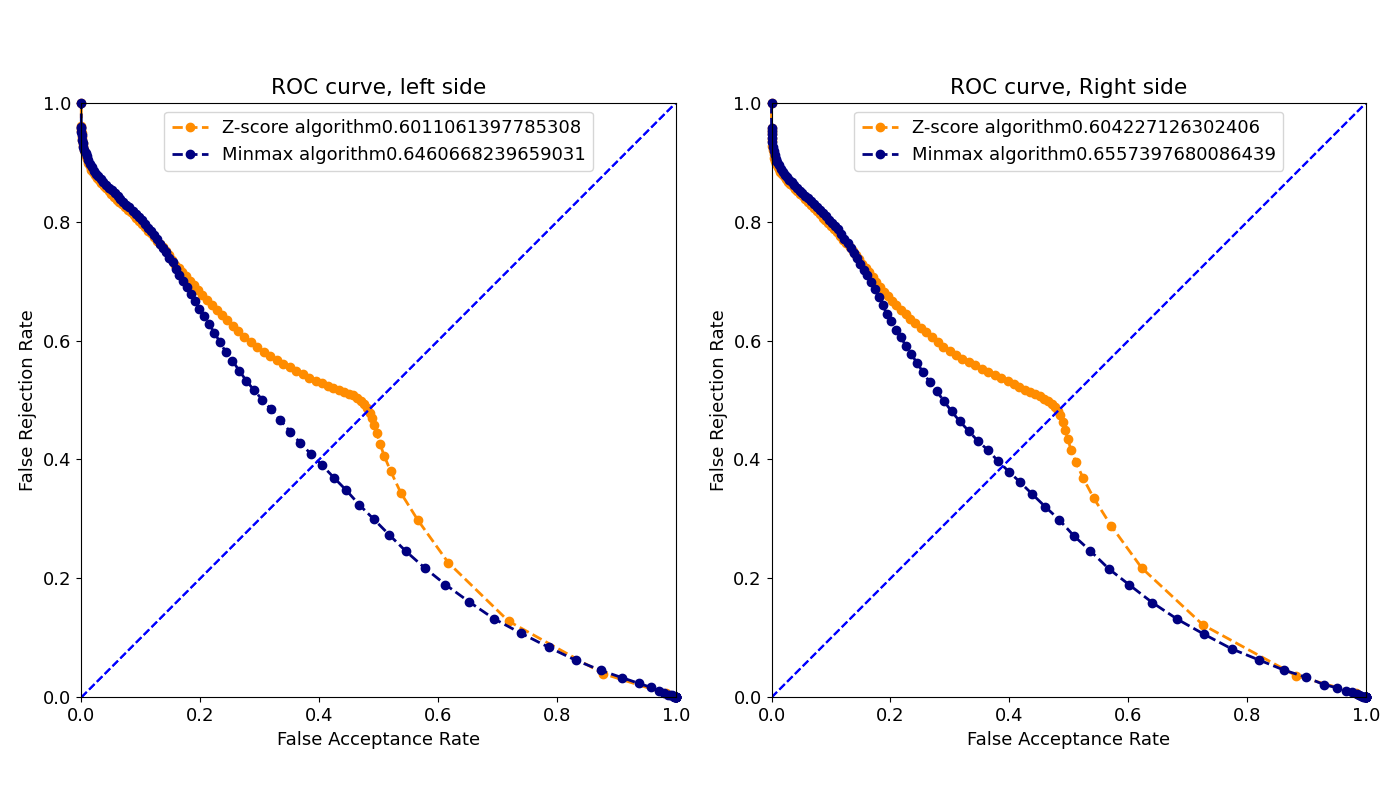 ROC curve, left side
Z-score algorithm0.6011061397785308
Minmax algorithm0.6460668239659031
1.0
0.8
0.6
0.4
0.2
0.0
False Rejection Rate
0.0 0.2 0.4 0.6 0.8 1.0
False Acceptance Rate
ROC curve, Right side
Z-score algorithm0.604227126302406
Minmax algorithm0.6557397680086439
1.0
0.8
0.6
0.4
0.2
0.0
False Rejection Rate
0.0 0.2 0.4 0.6 0.8 1.0
False Acceptance Rate